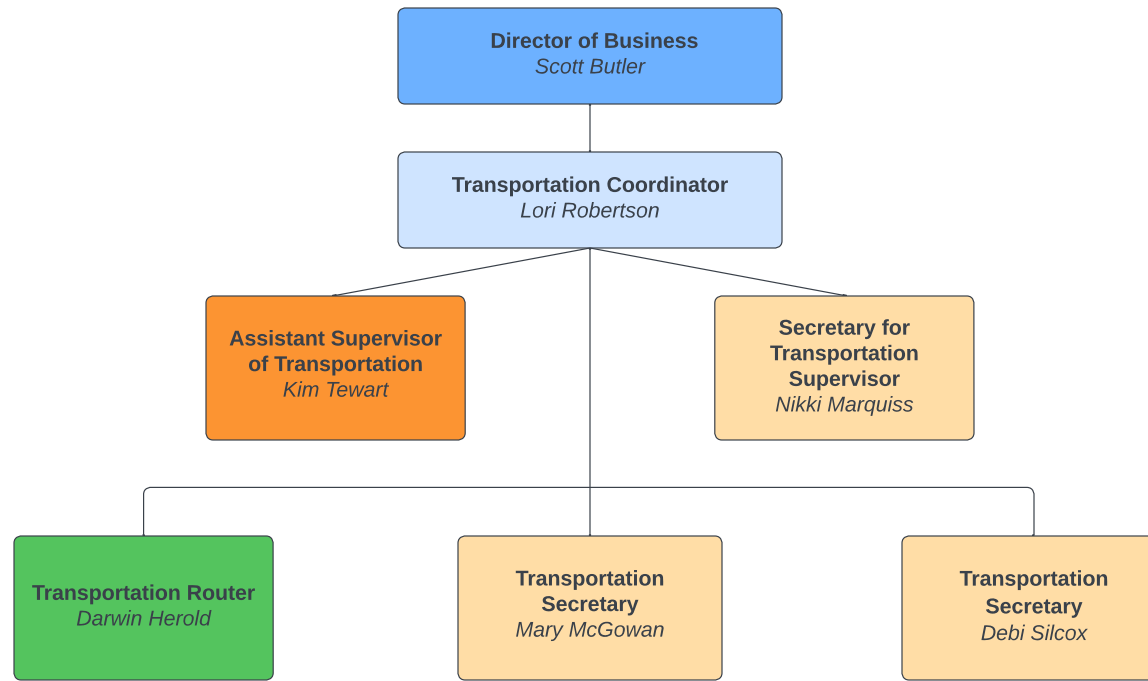 Director of Business
Scott Butler
Transportation Coordinator
Lori Robertson
Assistant Supervisor
of Transportation
Kim Tewart
Secretary for
Transportation
Supervisor
Nikki Marquiss
Transportation Router
Darwin Herold
Transportation
Secretary
Mary McGowan
Transportation
Secretary
Debi Silcox